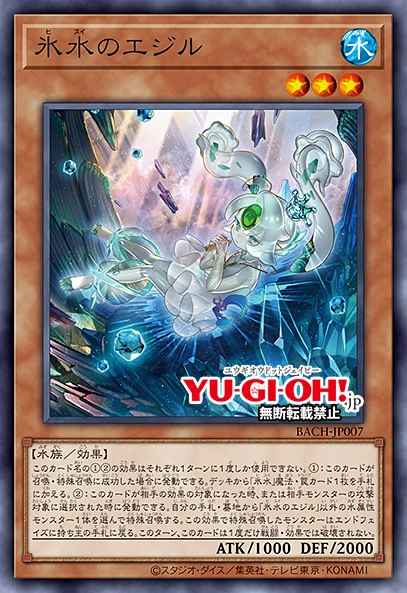 ヒスイ
氷水のエジル
水
ユウギオウドットジェイピー
YU-GI-OH!.jp
無断転載禁止
BACH-JP007
【水族／効果】
このカード名の①②の効果はそれぞれ1ターンに1度しか使用できない。①：このカードが
召喚・特殊召喚に成功した場合に発動できる。デッキから「氷水」魔法・罠カード1枚を手札
に加える。②：このカードが相手の効果の対象になった時、または相手モンスターの攻撃
対象に選択された時に発動できる。自分の手札・墓地から「氷水のエジル」以外の水属性
モンスター1体を選んで特殊召喚する。この効果で特殊召喚したモンスターはエンドフェ
イズに持ち主の手札に戻る。このターン、このカードは1度だけ戦闘・効果では破壊されない。
ATK/1000 DEF/2000
©スタジオ・ダイス／集英社・テレビ東京・KONAMI